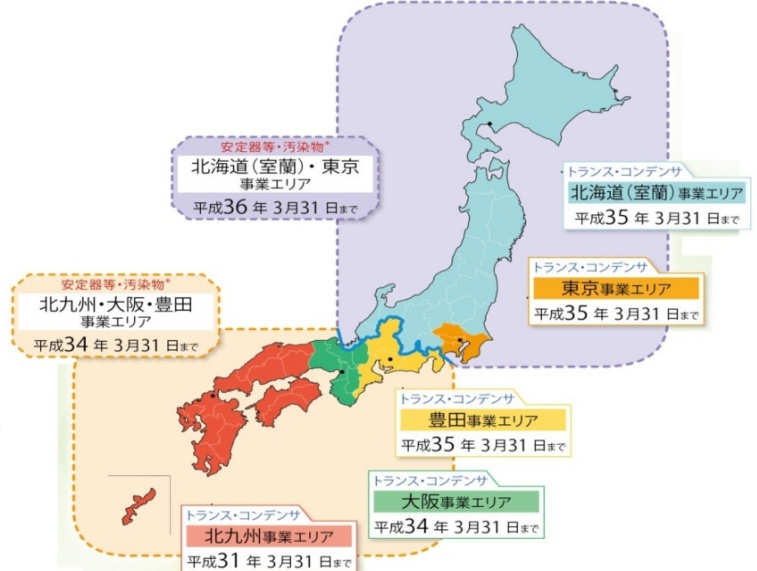 安定器等・汚染物*
北海道(室蘭)・東京
事業エリア
平成36年3月31日まで
トランス・コンデンサ
北海道(室蘭)事業エリア
平成35年3月31日まで
トランス・コンデンサ
東京事業エリア
平成35年3月31日まで
安定器等・汚染物*
北九州・大阪・豊田
事業エリア
平成34年3月31日まで
トランス・コンデンサ
豊田事業エリア
平成35年3月31日まで
トランス・コンデンサ
大阪事業エリア
平成34年3月31日まで
トランス・コンデンサ
北九州事業エリア
平成31年3月31日まで